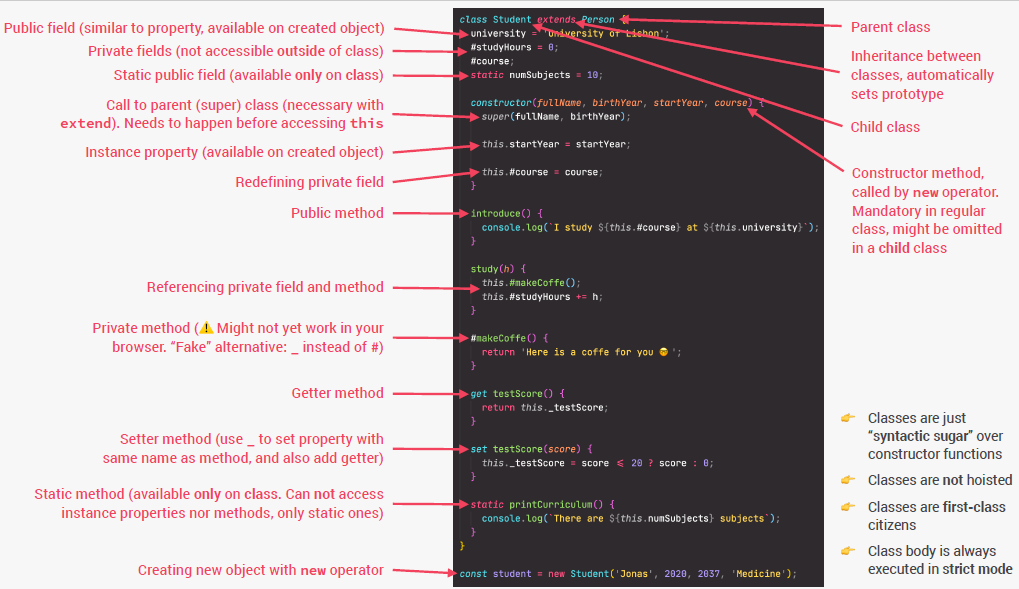 Public field (similar to property, available on created object)
Private fields (not accessible outside of class)
Static public field (available only on class)
Call to parent (super) class (necessary with
extend). Needs to happen before accessing this
Instance property (available on created object)
Redefining private field
Public method
Referencing private field and method
Private method (⚠️ Might not yet work in your
browser. “Fake” alternative: _ instead of #)
Getter method
Setter method (use _ to set property with
same name as method, and also add getter)
Static method (available only on class. Can not access
instance properties nor methods, only static ones)
Creating new object with new operator
class Student extends Person {
university = 'University of Lisbon';
#studyHours = 0;
#course;
static numSubjects = 10;
constructor(fullName, birthYear, startYear, course) {
super(fullName, birthYear);
this.startYear = startYear;
this.#course = course;
}
introduce() {
console.log(`I study ${this.#course} at ${this.university}`);
}
study(h) {
this.#makeCoffe();
this.#studyHours += h;
}
#makeCoffe() {
return 'Here is a coffe for you 🤓';
}
get testScore() {
return this._testScore;
}
set testScore(score) {
this._testScore = score ≤ 20 ? score : 0;
}
static printCurriculum() {
console.log(`There are ${this.numSubjects} subjects`);
}
}
const student = new Student('Jonas', 2020, 2037, 'Medicine');
Parent class
Inheritance between
classes, automatically
sets prototype
Child class
Constructor method,
called by new operator.
Mandatory in regular
class, might be omitted
in a child class
👉 Classes are just
“syntactic sugar” over
constructor functions
👉 Classes are not hoisted
👉 Classes are first-class
citizens
👉 Class body is always
executed in strict mode